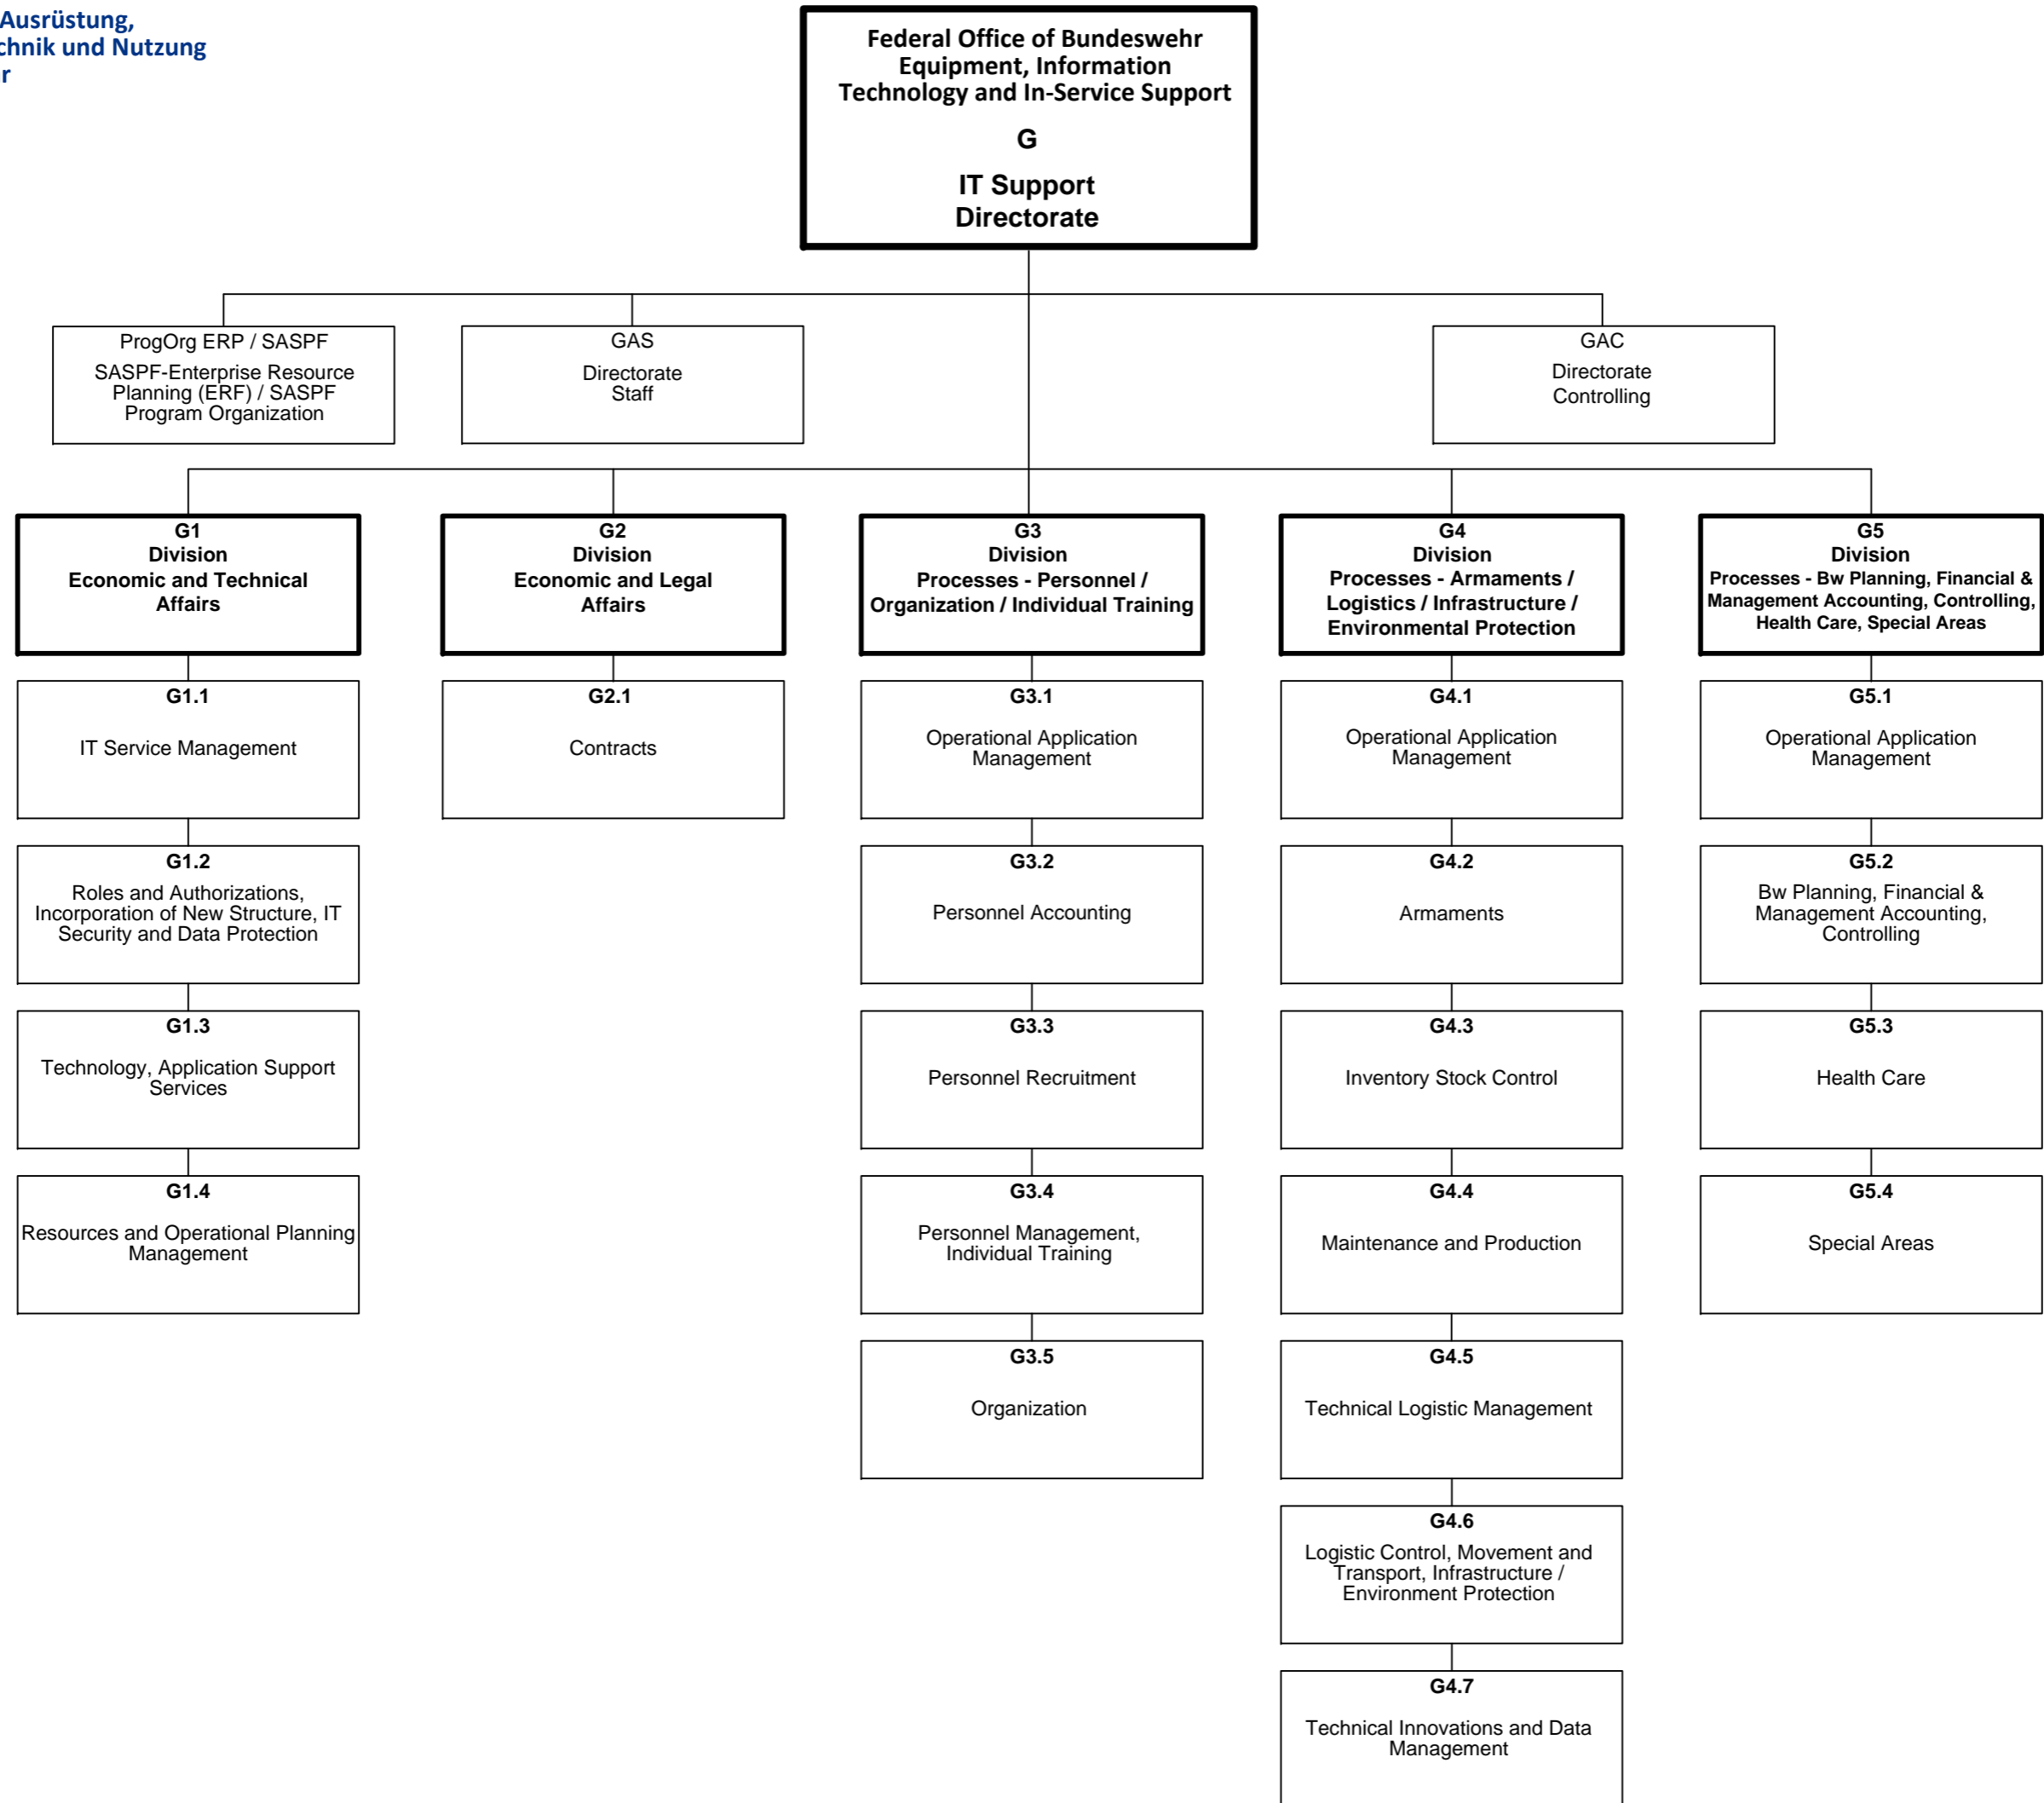 Ausrüstung,
chnik und Nutzung
r
Federal Office of Bundeswehr
Equipment, Information
Technology and In-Service Support
G
IT Support
Directorate
ProgOrg ERP / SASPF
SASPF-Enterprise Resource
Planning (ERF) / SASPF
Program Organization
GAS
Directorate
Staff
GAC
Directorate
Controlling
G1
Division
Economic and Technical
Affairs
G2
Division
Economic and Legal
Affairs
G3
Division
Processes - Personnel /
Organization / Individual Training
G4
Division
Processes - Armaments /
Logistics / Infrastructure /
Environmental Protection
G5
Division
Processes - Bw Planning, Financial &
Management Accounting, Controlling,
Health Care, Special Areas
G1.1
IT Service Management
G2.1
Contracts
G3.1
Operational Application
Management
G4.1
Operational Application
Management
G5.1
Operational Application
Management
G1.2
Roles and Authorizations,
Incorporation of New Structure, IT
Security and Data Protection
G3.2
Personnel Accounting
G4.2
Armaments
G5.2
Bw Planning, Financial &
Management Accounting,
Controlling
G1.3
Technology, Application Support
Services
G3.3
Personnel Recruitment
G4.3
Inventory Stock Control
G5.3
Health Care
G1.4
Resources and Operational Planning
Management
G3.4
Personnel Management,
Individual Training
G4.4
Maintenance and Production
G5.4
Special Areas
G3.5
Organization
G4.5
Technical Logistic Management
G4.6
Logistic Control, Movement and
Transport, Infrastructure /
Environment Protection
G4.7
Technical Innovations and Data
Management